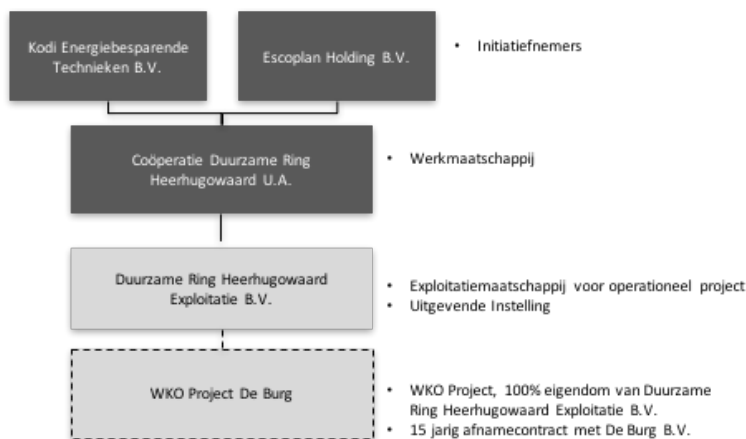 Kodi Energiebesparende
Technieken B.V.
Escoplan Holding B.V.
• Initiatiefnemers
Coöperatie Duurzame Ring
Heerhugowaard U.A.
• Werkmaatschappij
Duurzame Ring Heerhugowaard
Exploitatie B.V.
• Exploitatiemaatschappij voor operationeel project
• Uitgevende Instelling
WKO Project De Burg
• WKO Project, 100% eigendom van Duurzame
Ring Heerhugowaard Exploitatie B.V.
• 15 jarig afnamecontract met De Burg B.V.